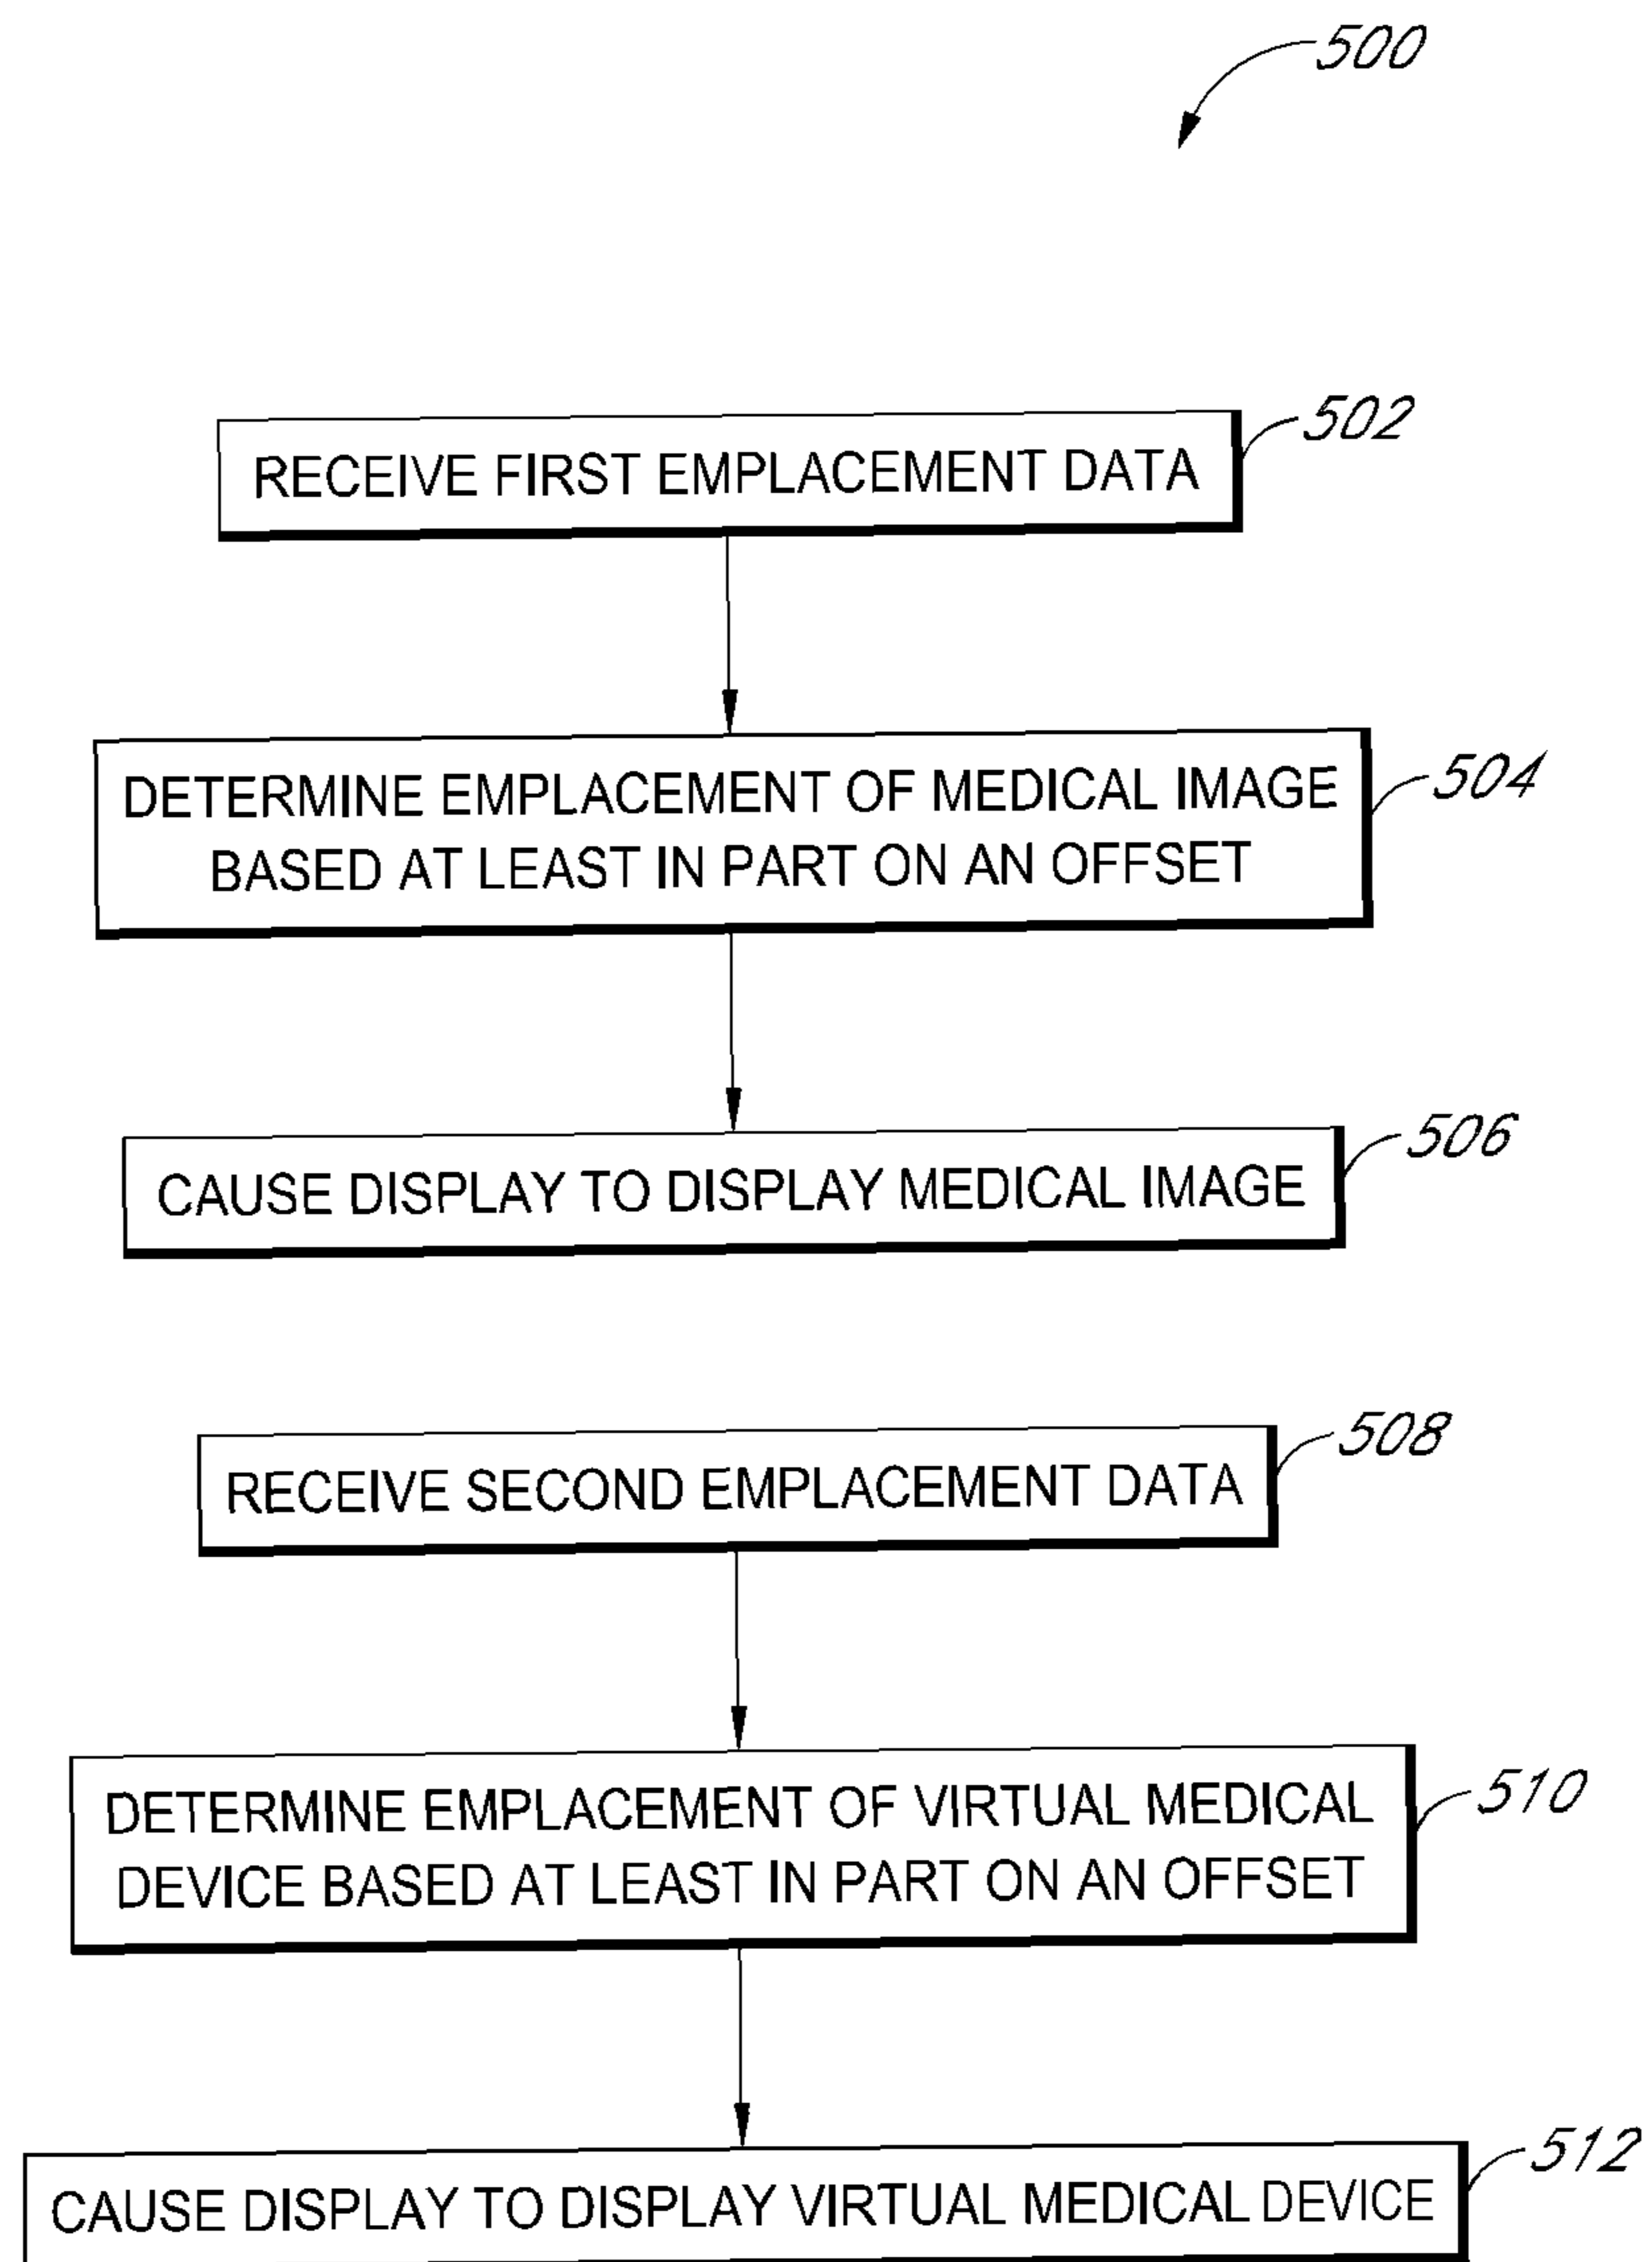 500
502
RECEIVE FIRST EMPLACEMENT DATA
504
DETERMINE EMPLACEMENT OF MEDICAL IMAGE
BASED AT LEAST IN PART ON AN OFFSET
506
CAUSE DISPLAY TO DISPLAY MEDICAL IMAGE
508
RECEIVE SECOND EMPLACEMENT DATA
510
DETERMINE EMPLACEMENT OF VIRTUAL MEDICAL
DEVICE BASED AT LEAST IN PART ON AN OFFSET
512
CAUSE DISPLAY TO DISPLAY VIRTUAL MEDICAL DEVICE